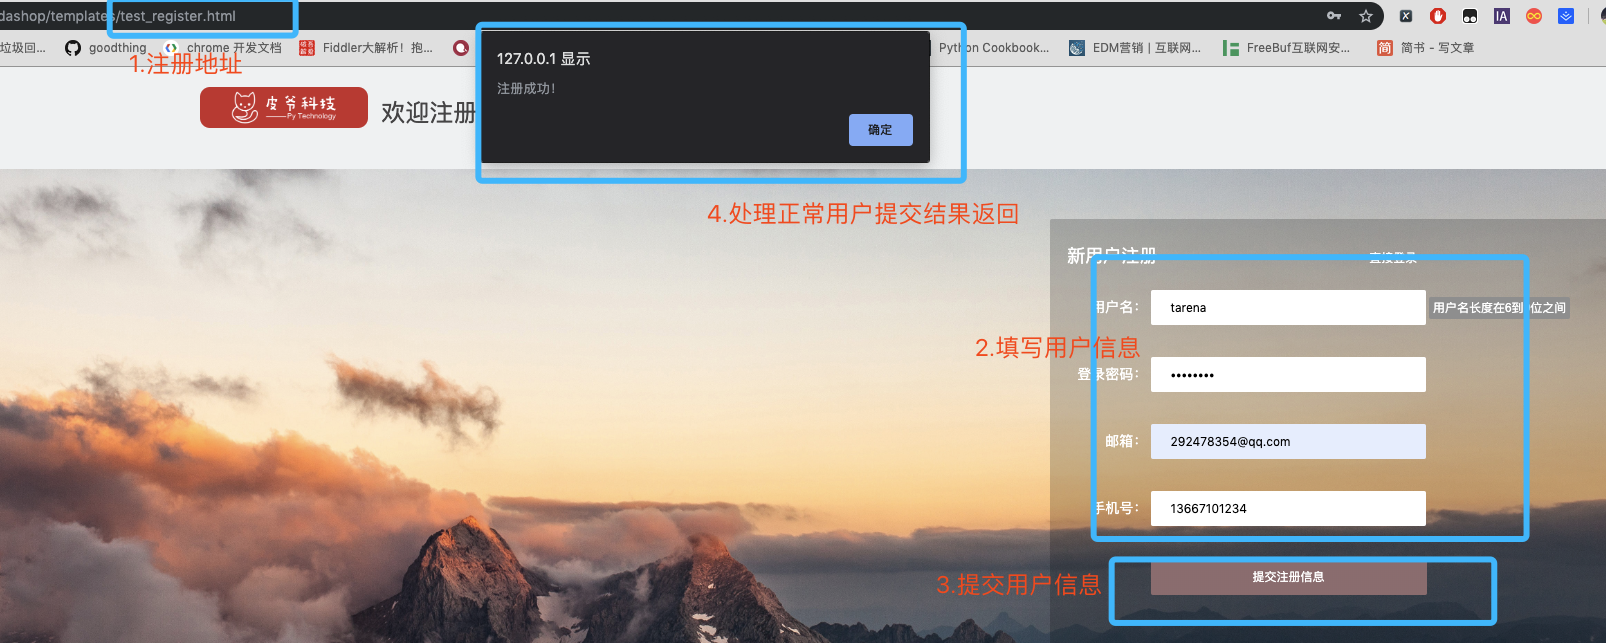 dashop/templates/test_register.html
IA
垃圾回... goodthing chrome 开发文档 Fiddler大解析！抱... Python Cookbook... EDM营销 | 互联网... FreeBuf互联网安... 简 简书 - 写文章
1.注册地址
127.0.0.1 显示
注册成功！
确定
皮爷科技
Py Technology
欢迎注册
4.处理正常用户提交结果返回
新用户注册 直接登录
用户名： tarena 用户名长度在6到 位之间
2.填写用户信息
登录密码： ••••••••
邮箱： 292478354@qq.com
手机号： 13667101234
3.提交用户信息
提交注册信息